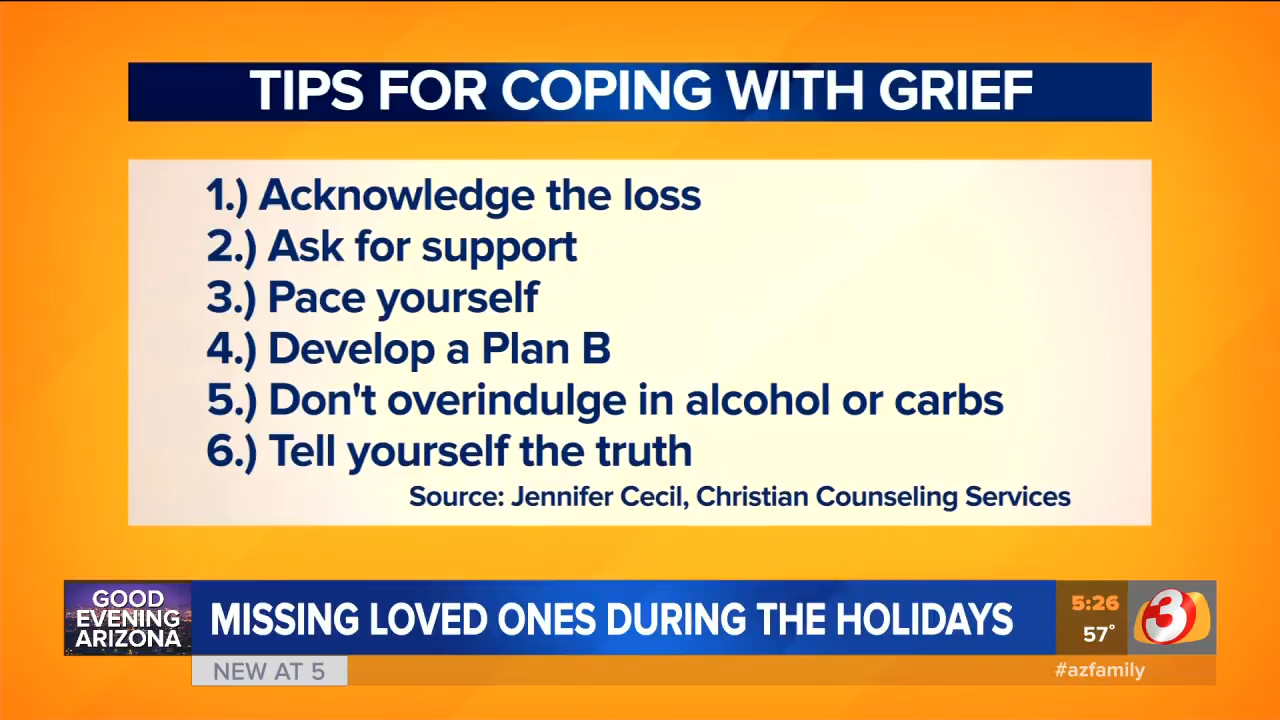 TIPS FOR COPING WITH GRIEF
1.) Acknowledge the loss
2.) Ask for support
3.) Pace yourself
4.) Develop a Plan B
5.) Don't overindulge in alcohol or carbs
6.) Tell yourself the truth
Source: Jennifer Cecil, Christian Counseling Services
GOOD
EVENING
ARIZONA
MISSING LOVED ONES DURING THE HOLIDAYS
5:26
57°
3
NEW AT 5
#azfamily